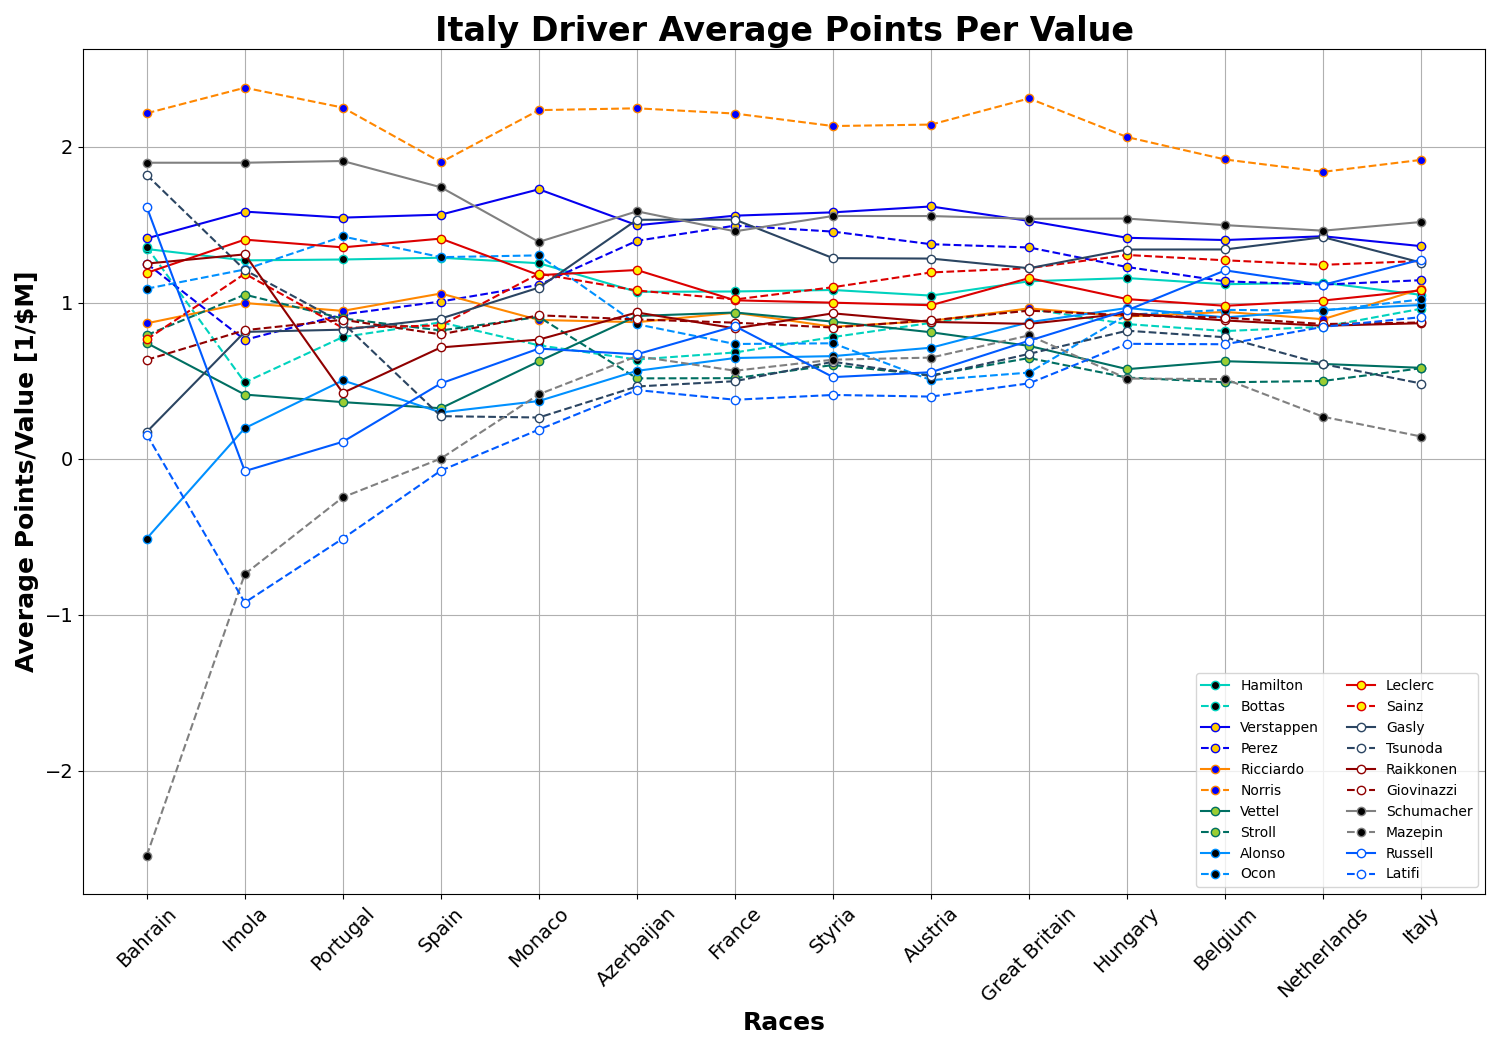 Italy Driver Average Points Per Value
Average Points/Value [1/$M]
2
1
0
−1
−2
Bahrain
Imola
Portugal
Spain
Monaco
Azerbaijan
France
Styria
Austria
Great Britain
Hungary
Belgium
Netherlands
Italy
Races
Hamilton
Bottas
Verstappen
Perez
Ricciardo
Norris
Vettel
Stroll
Alonso
Ocon
Leclerc
Sainz
Gasly
Tsunoda
Raikkonen
Giovinazzi
Schumacher
Mazepin
Russell
Latifi